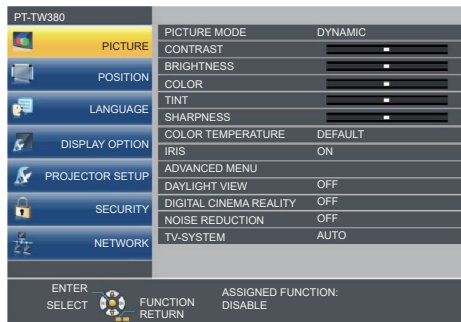 PT-TW380
PICTURE
POSITION
LANGUAGE
DISPLAY OPTION
PROJECTOR SETUP
SECURITY
NETWORK
PICTURE MODE DYNAMIC
CONTRAST
BRIGHTNESS
COLOR
TINT
SHARPNESS
COLOR TEMPERATURE DEFAULT
IRIS ON
ADVANCED MENU
DAYLIGHT VIEW OFF
DIGITAL CINEMA REALITY OFF
NOISE REDUCTION OFF
TV-SYSTEM AUTO
ENTER
SELECT
FUNCTION
RETURN
ASSIGNED FUNCTION:
DISABLE